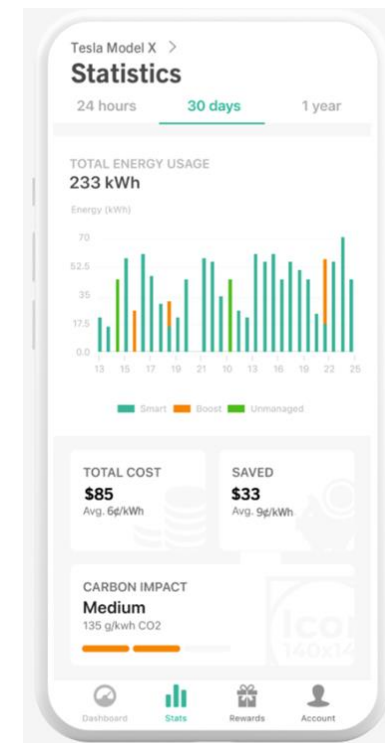 Tesla Model X >
Statistics
24 hours 30 days 1 year
TOTAL ENERGY USAGE
233 kWh
Energy (kWh)
70
52.5
35
17.5
0.0
13 15 17 19 21 10 13 16 19 22 25
Smart Boost Unmanaged
TOTAL COST
$85
Avg. 6¢/kWh
SAVED
$33
Avg. 9¢/kWh
CARBON IMPACT
Medium
135 g/kwh CO2
Icon
140x14
Dashboard Stats Rewards Account